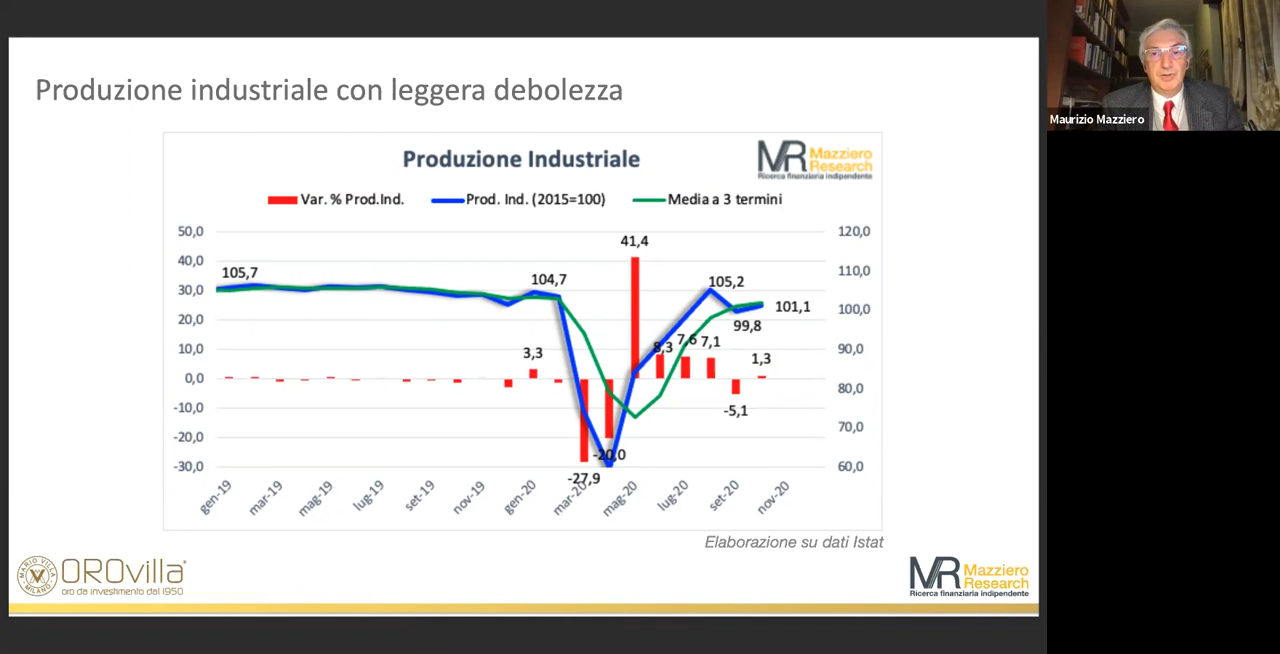 Produzione industriale con leggera debolezza
Produzione Industriale
MR Mazziero
Research
Ricerca finanziaria indipendente
Var. % Prod.Ind. Prod. Ind. (2015=100) Media a 3 termini
50,0
40,0
30,0
20,0
10,0
0,0
-10,0
-20,0
-30,0
120,0
110,0
100,0
90,0
80,0
70,0
60,0
105,7
104,7
41,4
105,2
101,1
99,8
3,3
8,3
7,6
7,1
1,3
-5,1
-20,0
-27,9
gen-19
mar-19
mag-19
lug-19
set-19
nov-19
gen-20
mar-20
mag-20
lug-20
set-20
nov-20
Elaborazione su dati Istat
MARIO VILLA
MILANO
OROvilla
oro da investimento dal 1950
MR Mazziero
Research
Ricerca finanziaria indipendente
Maurizio Mazziero